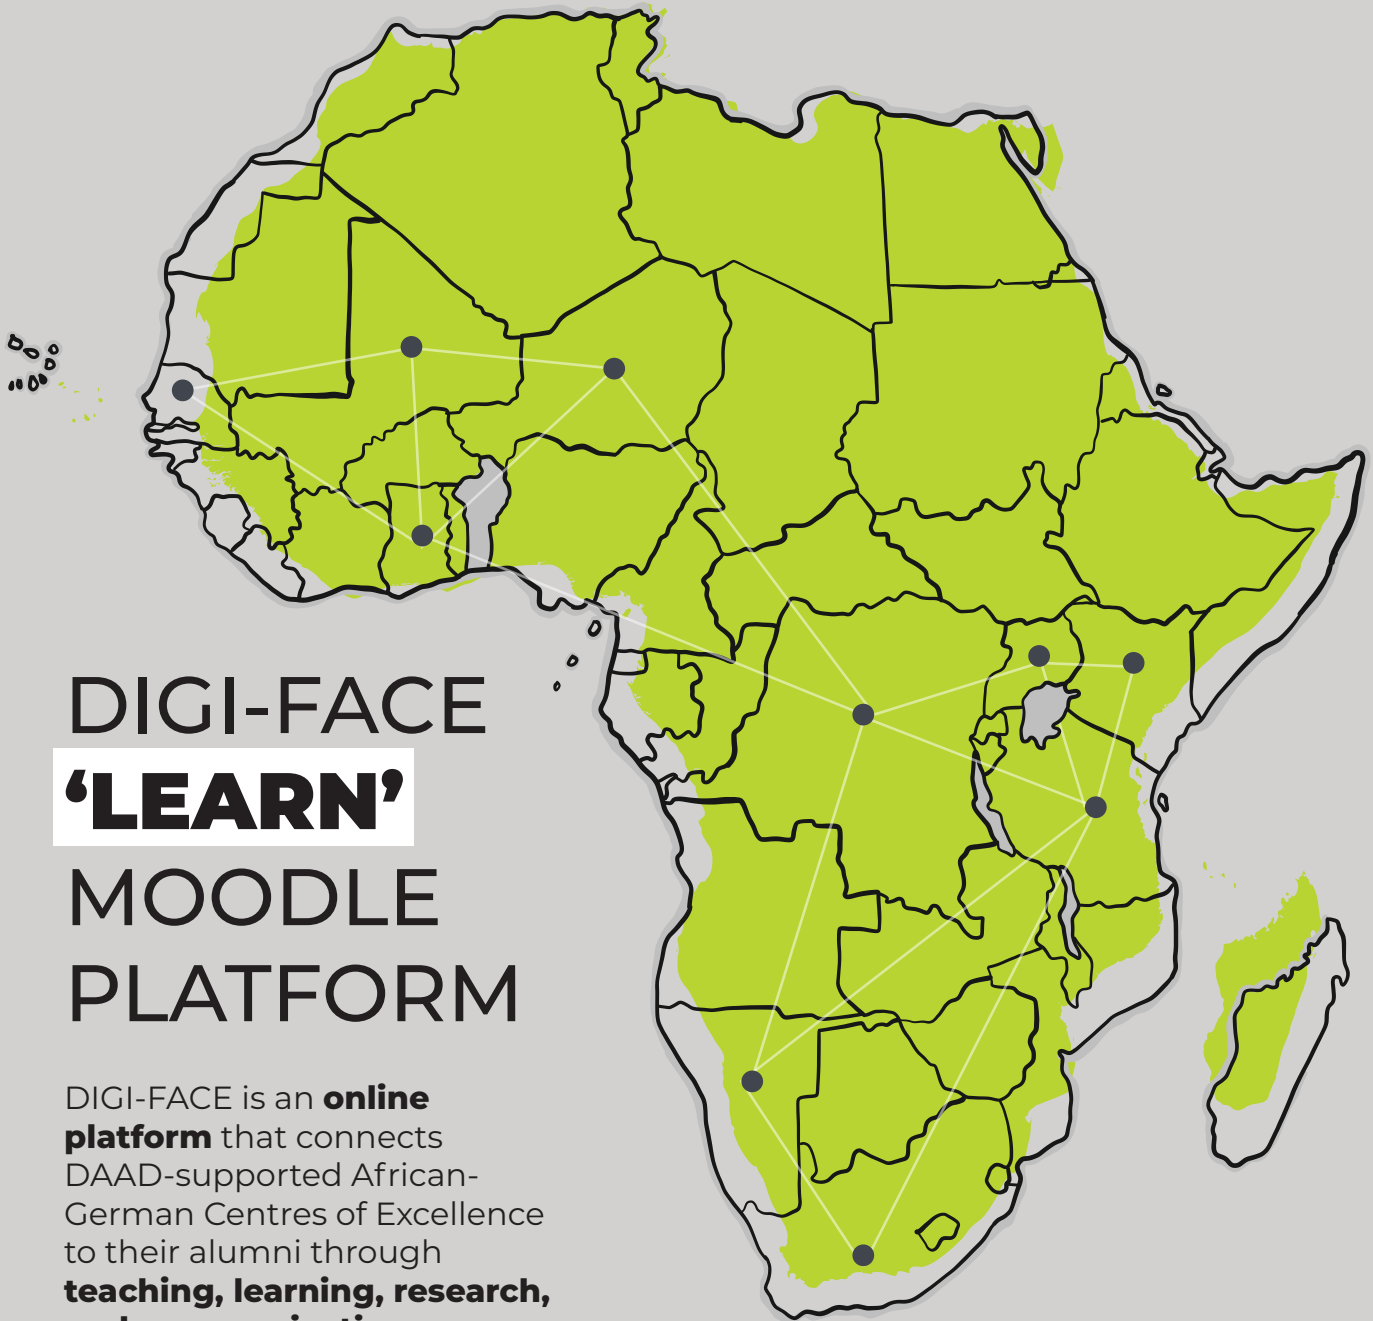 DIGI-FACE
‘LEARN’
MOODLE
PLATFORM
DIGI-FACE is an online
platform that connects
DAAD-supported African-
German Centres of Excellence
to their alumni through
teaching, learning, research,